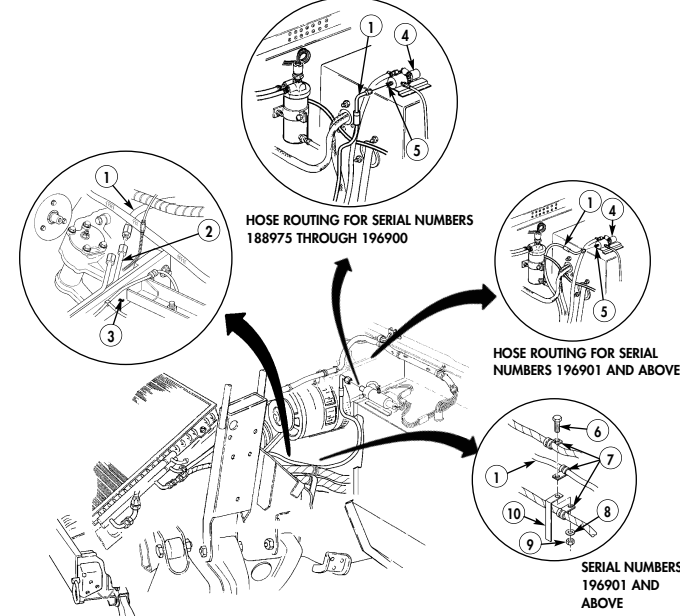 1
4
5
HOSE ROUTING FOR SERIAL NUMBERS
188975 THROUGH 196900
1
2
3
1
4
5
HOSE ROUTING FOR SERIAL
NUMBERS 196901 AND ABOVE
6
7
1
10
8
9
SERIAL NUMBERS
196901 AND
ABOVE